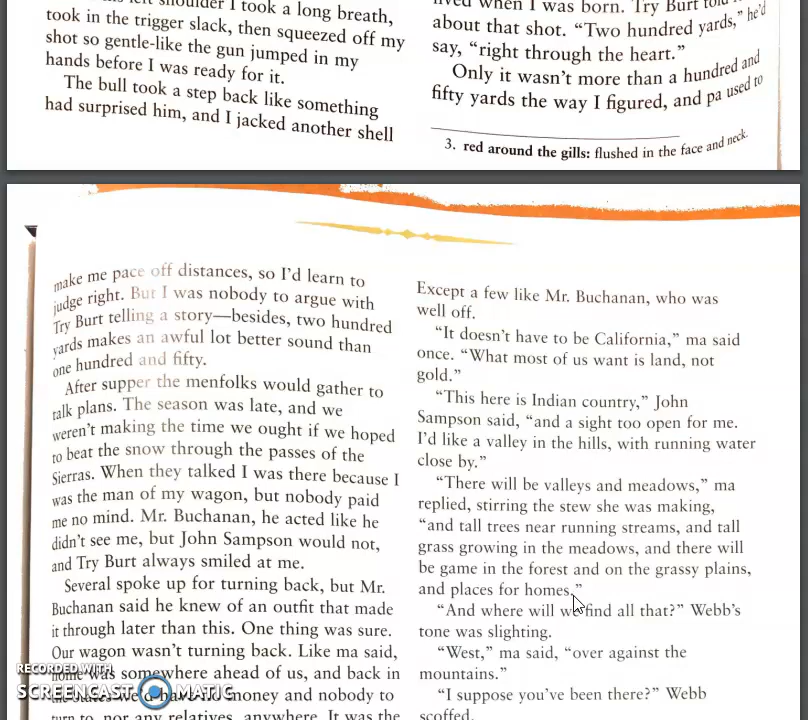 shoulder I took a long breath,
took in the trigger slack, then squeezed off my
shot so gentle-like the gun jumped in my
hands before I was ready for it.
The bull took a step back like something
had surprised him, and I jacked another shell
when I was born. Try Burt
about that shot. “Two hundred yards,” he’d
say, “right through the heart.”
Only it wasn’t more than a hundred and
fifty yards the way I figured, and pa used to
3. red around the gills: flushed in the face and neck.
make me pace off distances, so I’d learn to
judge right. But I was nobody to argue with
Try Burt telling a story—besides, two hundred
yards makes an awful lot better sound than
one hundred and fifty.
After supper the menfolks would gather to
talk plans. The season was late, and we
weren’t making the time we ought if we hoped
to beat the snow through the passes of the
Sierras. When they talked I was there because I
was the man of my wagon, but nobody paid
me no mind. Mr. Buchanan, he acted like he
didn’t see me, but John Sampson would not,
and Try Burt always smiled at me.
Several spoke up for turning back, but Mr.
Buchanan said he knew of an outfit that made
it through later than this. One thing was sure.
Our wagon wasn’t turning back. Like ma said,
home was somewhere ahead of us, and back in
money and nobody to
turn to, nor any relatives, anywhere. It was the
RECORDED WITH
SCREENCAST MATIC
Except a few like Mr. Buchanan, who was
well off.
“It doesn’t have to be California,” ma said
once. “What most of us want is land, not
gold.”
“This here is Indian country,” John
Sampson said, “and a sight too open for me.
I’d like a valley in the hills, with running water
close by.”
“There will be valleys and meadows,” ma
replied, stirring the stew she was making,
“and tall trees near running streams, and tall
grass growing in the meadows, and there will
be game in the forest and on the grassy plains,
and places for homes.”
“And where will we find all that?” Webb’s
tone was slighting.
“West,” ma said, “over against the
mountains.”
“I suppose you’ve been there?” Webb
scoffed.